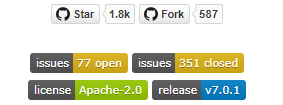 Star 1.8k Fork 587
issues 77 open issues 351 closed
license Apache-2.0 release v7.0.1